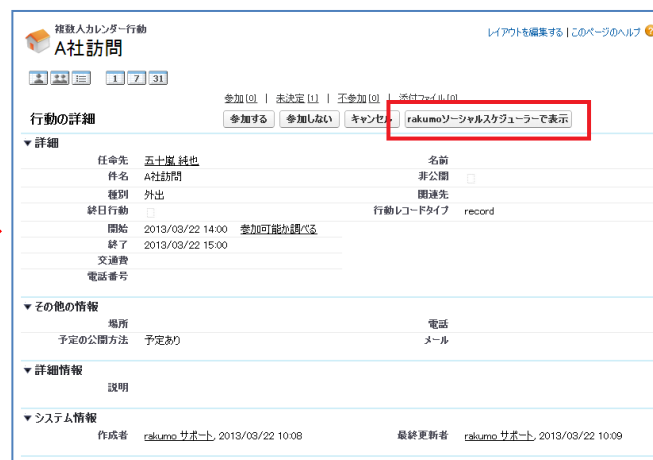 複数人カレンダー行動
A社訪問
レイアウトを編集する | このページのヘルプ
1 7 31
参加 [0] | 未決定 [1] | 不参加 [0] | 添付ファイル [0]
行動の詳細 参加する 参加しない キャンセル rakumoソーシャルスケジューラーで表示
▼ 詳細
任命先 五十嵐 純也 名前
件名 A社訪問 非公開
種別 外出 関連先
終日行動 行動レコードタイプ record
開始 2013/03/22 14:00 参加可能か調べる
終了 2013/03/22 15:00
交通費
電話番号
▼ その他の情報
場所 電話
予定の公開方法 予定あり メール
▼ 詳細情報
説明
▼ システム情報
作成者 rakumo サポート, 2013/03/22 10:08 最終更新者 rakumo サポート, 2013/03/22 10:09